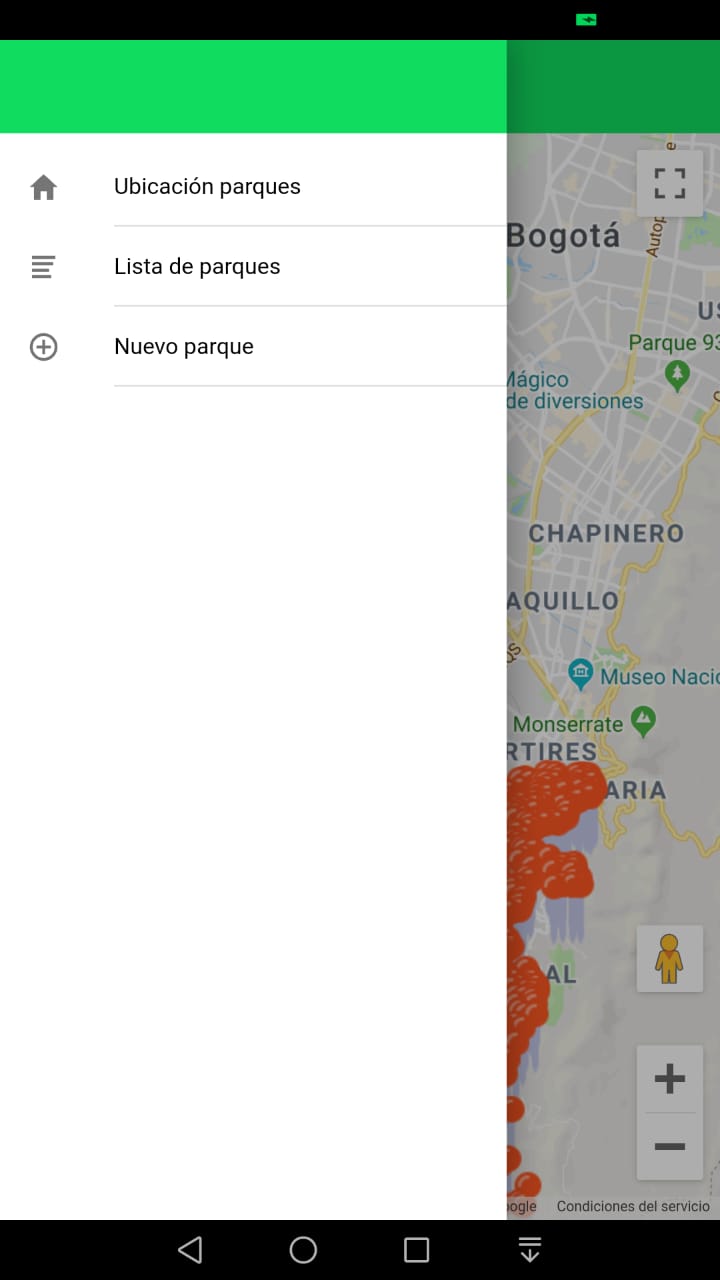 Ubicación parques
Lista de parques
Nuevo parque
Bogotá
Parque 93
Mágico
de diversiones
CHAPINERO
AQUILLO
Museo Nacio
Monserrate
RTIRES
ARIA
AL
oogle
Condiciones del servicio
Autop
US